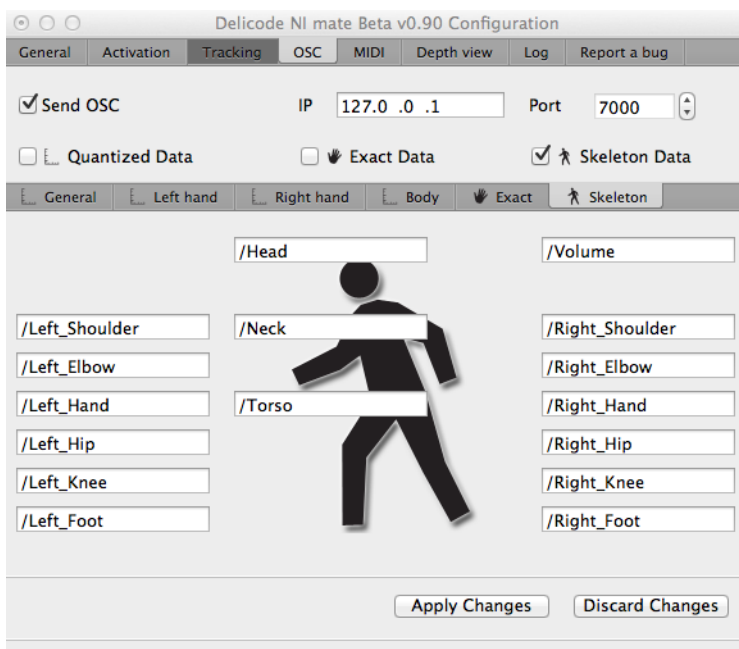 Delicode NI mate Beta v0.90 Configuration
General Activation Tracking OSC MIDI Depth view Log Report a bug
Send OSC IP 127.0 .0 .1 Port 7000
Quantized Data Exact Data Skeleton Data
General Left hand Right hand Body Exact Skeleton
/Head /Volume
/Left_Shoulder /Neck /Right_Shoulder
/Left_Elbow /Right_Elbow
/Left_Hand /Torso /Right_Hand
/Left_Hip /Right_Hip
/Left_Knee /Right_Knee
/Left_Foot /Right_Foot
Apply Changes Discard Changes